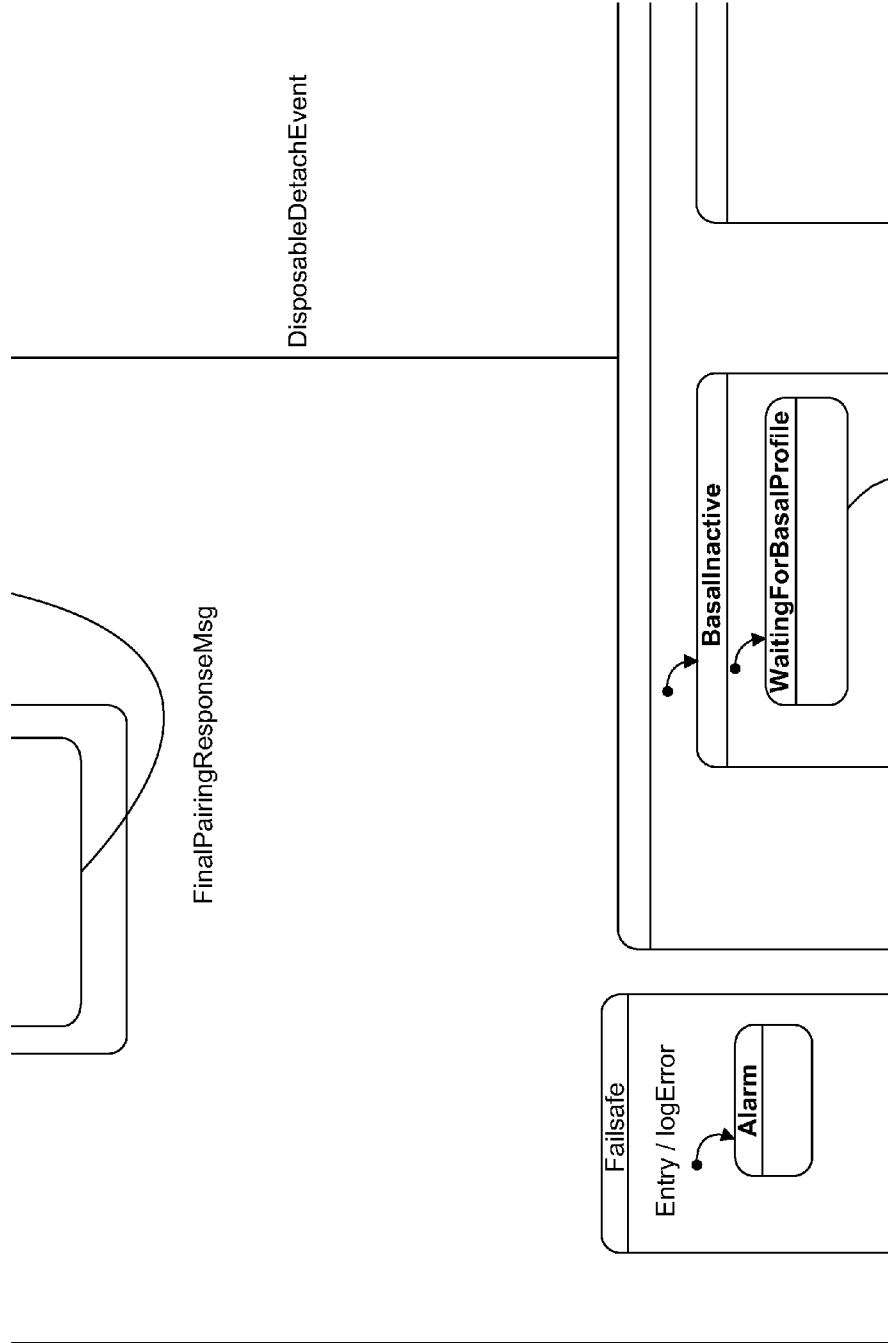 DisposableDetachEvent
FinalPairingResponseMsg
BasalInactive
WaitingForBasalProfile
Failsafe
Entry / logError
Alarm